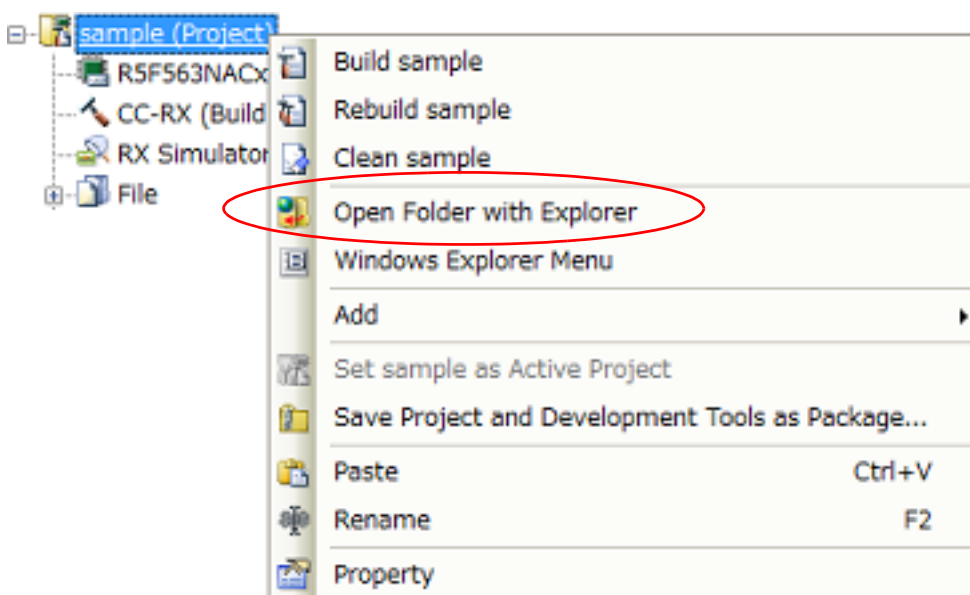 sample (Project)
R5F563NACx
CC-RX (Build
RX Simulator
File
Build sample
Rebuild sample
Clean sample
Open Folder with Explorer
Windows Explorer Menu
Add
Set sample as Active Project
Save Project and Development Tools as Package...
Paste Ctrl+V
Rename F2
Property